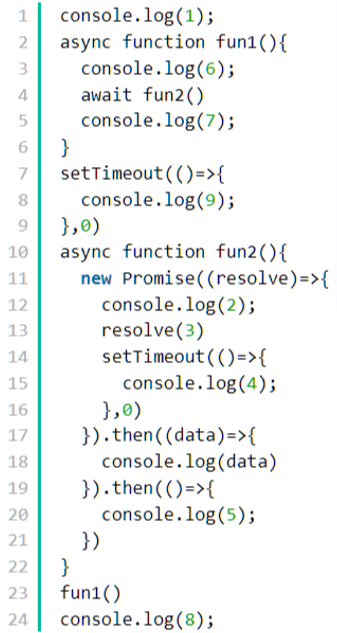 1 console.log(1);
2 async function fun1(){
3   console.log(6);
4   await fun2()
5   console.log(7);
6 }
7 setTimeout(()=>{
8   console.log(9);
9 },0)
10 async function fun2(){
11   new Promise((resolve)=>{
12     console.log(2);
13     resolve(3)
14     setTimeout(()=>{
15       console.log(4);
16     },0)
17   }).then((data)=>{
18     console.log(data)
19   }).then(()=>{
20     console.log(5);
21   })
22 }
23 fun1()
24 console.log(8);